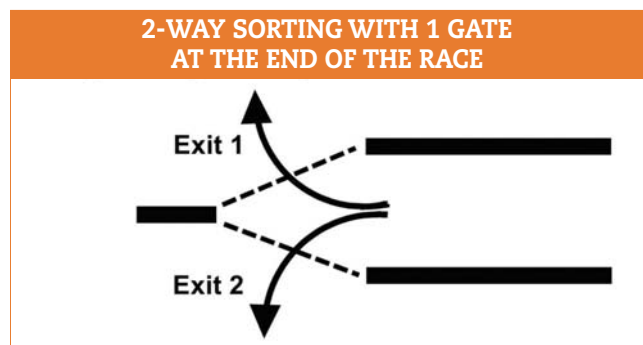 2-WAY SORTING WITH 1 GATE
AT THE END OF THE RACE
Exit 1
Exit 2